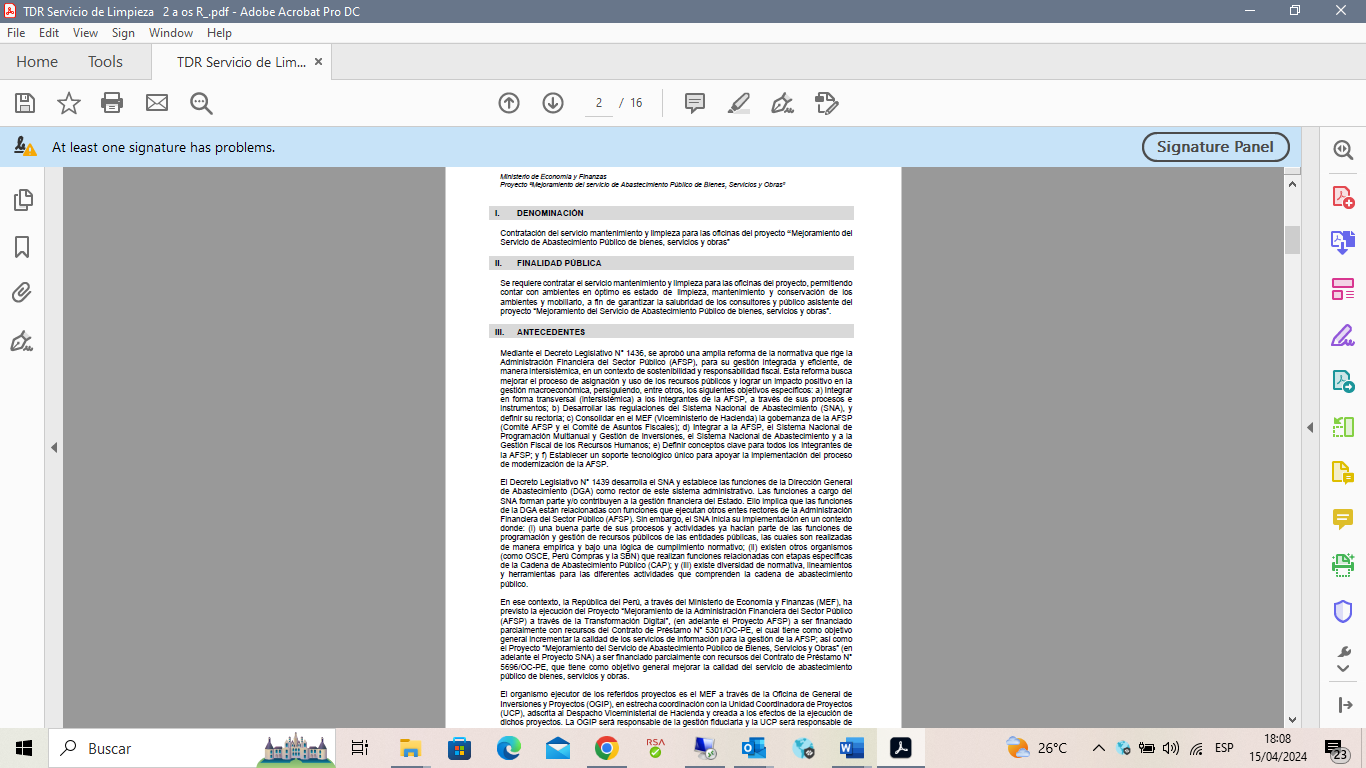 TDR Servicio de Limpieza   2 a os R_.pdf - Adobe Acrobat Pro DC
File Edit View Sign Window Help
Home Tools TDR Servicio de Lim... ×
2 / 16
At least one signature has problems.
Signature Panel
Ministerio de Economía y Finanzas
Proyecto "Mejoramiento del servicio de Abastecimiento Público de Bienes, Servicios y Obras"
I. DENOMINACIÓN
Contratación del servicio mantenimiento y limpieza para las oficinas del proyecto "Mejoramiento del
Servicio de Abastecimiento Público de bienes, servicios y obras"
II. FINALIDAD PÚBLICA
Se requiere contratar el servicio mantenimiento y limpieza para las oficinas del proyecto, permitiendo
contar con ambientes en óptimo es estado de limpieza, mantenimiento y conservación de los
ambientes y mobiliario, a fin de garantizar la salubridad de los consultores y público asistente del
proyecto "Mejoramiento del Servicio de Abastecimiento Público de bienes, servicios y obras".
III. ANTECEDENTES
Mediante el Decreto Legislativo N° 1436, se aprobó una amplia reforma de la normativa que rige la
Administración Financiera del Sector Público (AFSP), para su gestión integrada y eficiente, de
manera intersistémica, en un contexto de sostenibilidad y responsabilidad fiscal. Esta reforma busca
mejorar el proceso de asignación y uso de los recursos públicos y lograr un impacto positivo en la
gestión macroeconómica, persiguiendo, entre otros, los siguientes objetivos específicos: a) Integrar
en forma transversal (intersistémica) a los integrantes de la AFSP, a través de sus procesos e
instrumentos; b) Desarrollar las regulaciones del Sistema Nacional de Abastecimiento (SNA), y
definir su rectoría; c) Consolidar en el MEF (Viceministerio de Hacienda) la gobernanza de la AFSP
(Comité AFSP y el Comité de Asuntos Fiscales); d) Integrar a la AFSP, el Sistema Nacional de
Programación Multianual y Gestión de Inversiones, el Sistema Nacional de Abastecimiento y a la
Gestión Fiscal de los Recursos Humanos; e) Definir conceptos clave para todos los integrantes de
la AFSP; y f) Establecer un soporte tecnológico único para apoyar la implementación del proceso
de modernización de la AFSP.
El Decreto Legislativo N° 1439 desarrolla el SNA y establece las funciones de la Dirección General
de Abastecimiento (DGA) como rector de este sistema administrativo. Las funciones a cargo del
SNA forman parte y/o contribuyen a la gestión financiera del Estado. Ello implica que las funciones
de la DGA están relacionadas con funciones que ejecutan otros entes rectores de la Administración
Financiera del Sector Público (AFSP). Sin embargo, el SNA inicia su implementación en un contexto
donde: (i) una buena parte de sus procesos y actividades ya hacían parte de las funciones de
programación y gestión de recursos públicos de las entidades públicas, las cuales son realizadas
de manera empírica y bajo una lógica de cumplimiento normativo; (ii) existen otros organismos
(como OSCE, Perú Compras y la SBN) que realizan funciones relacionadas con etapas específicas
de la Cadena de Abastecimiento Público (CAP); y (iii) existe diversidad de normativa, lineamientos
y herramientas para las diferentes actividades que comprenden la cadena de abastecimiento
público.
En ese contexto, la República del Perú, a través del Ministerio de Economía y Finanzas (MEF), ha
previsto la ejecución del Proyecto "Mejoramiento de la Administración Financiera del Sector Público
(AFSP) a través de la Transformación Digital", (en adelante el Proyecto AFSP) a ser financiado
parcialmente con recursos del Contrato de Préstamo N° 5301/OC-PE, el cual tiene como objetivo
general incrementar la calidad de los servicios de información para la gestión de la AFSP; así como
el Proyecto "Mejoramiento del Servicio de Abastecimiento Público de Bienes, Servicios y Obras" (en
adelante el Proyecto SNA) a ser financiado parcialmente con recursos del Contrato de Préstamo N°
5696/OC-PE, que tiene como objetivo general mejorar la calidad del servicio de abastecimiento
público de bienes, servicios y obras.
El organismo ejecutor de los referidos proyectos es el MEF a través de la Oficina de General de
Inversiones y Proyectos (OGIP), en estrecha coordinación con la Unidad Coordinadora de Proyectos
(UCP), adscrita al Despacho Viceministerial de Hacienda y creada a los efectos de la ejecución de
dichos proyectos. La OGIP será responsable de la gestión fiduciaria y la UCP será responsable de
Buscar
RSA
26°C
ESP
18:08
15/04/2024
23